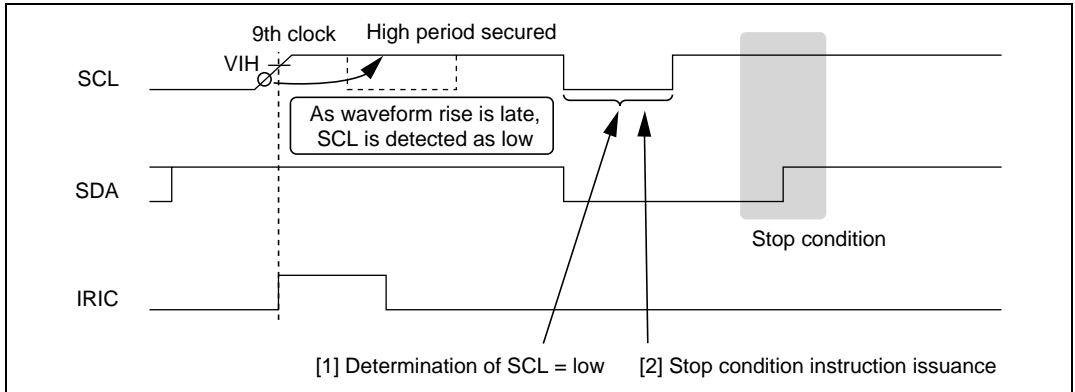 9th clock
High period secured
VIH
SCL
As waveform rise is late,
SCL is detected as low
SDA
Stop condition
IRIC
[1] Determination of SCL = low
[2] Stop condition instruction issuance